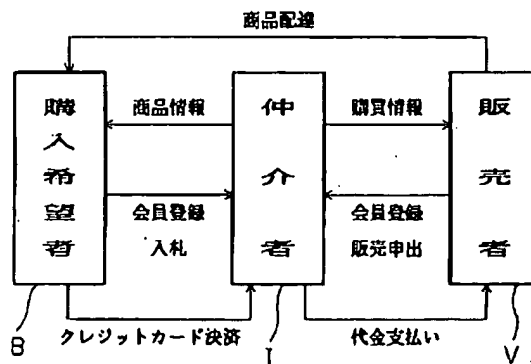 商品配達
購入希望者
商品情報
仲介者
購買情報
販売者
会員登録
入札
会員登録
販売申出
B
クレジットカード決済
I
代金支払い
V